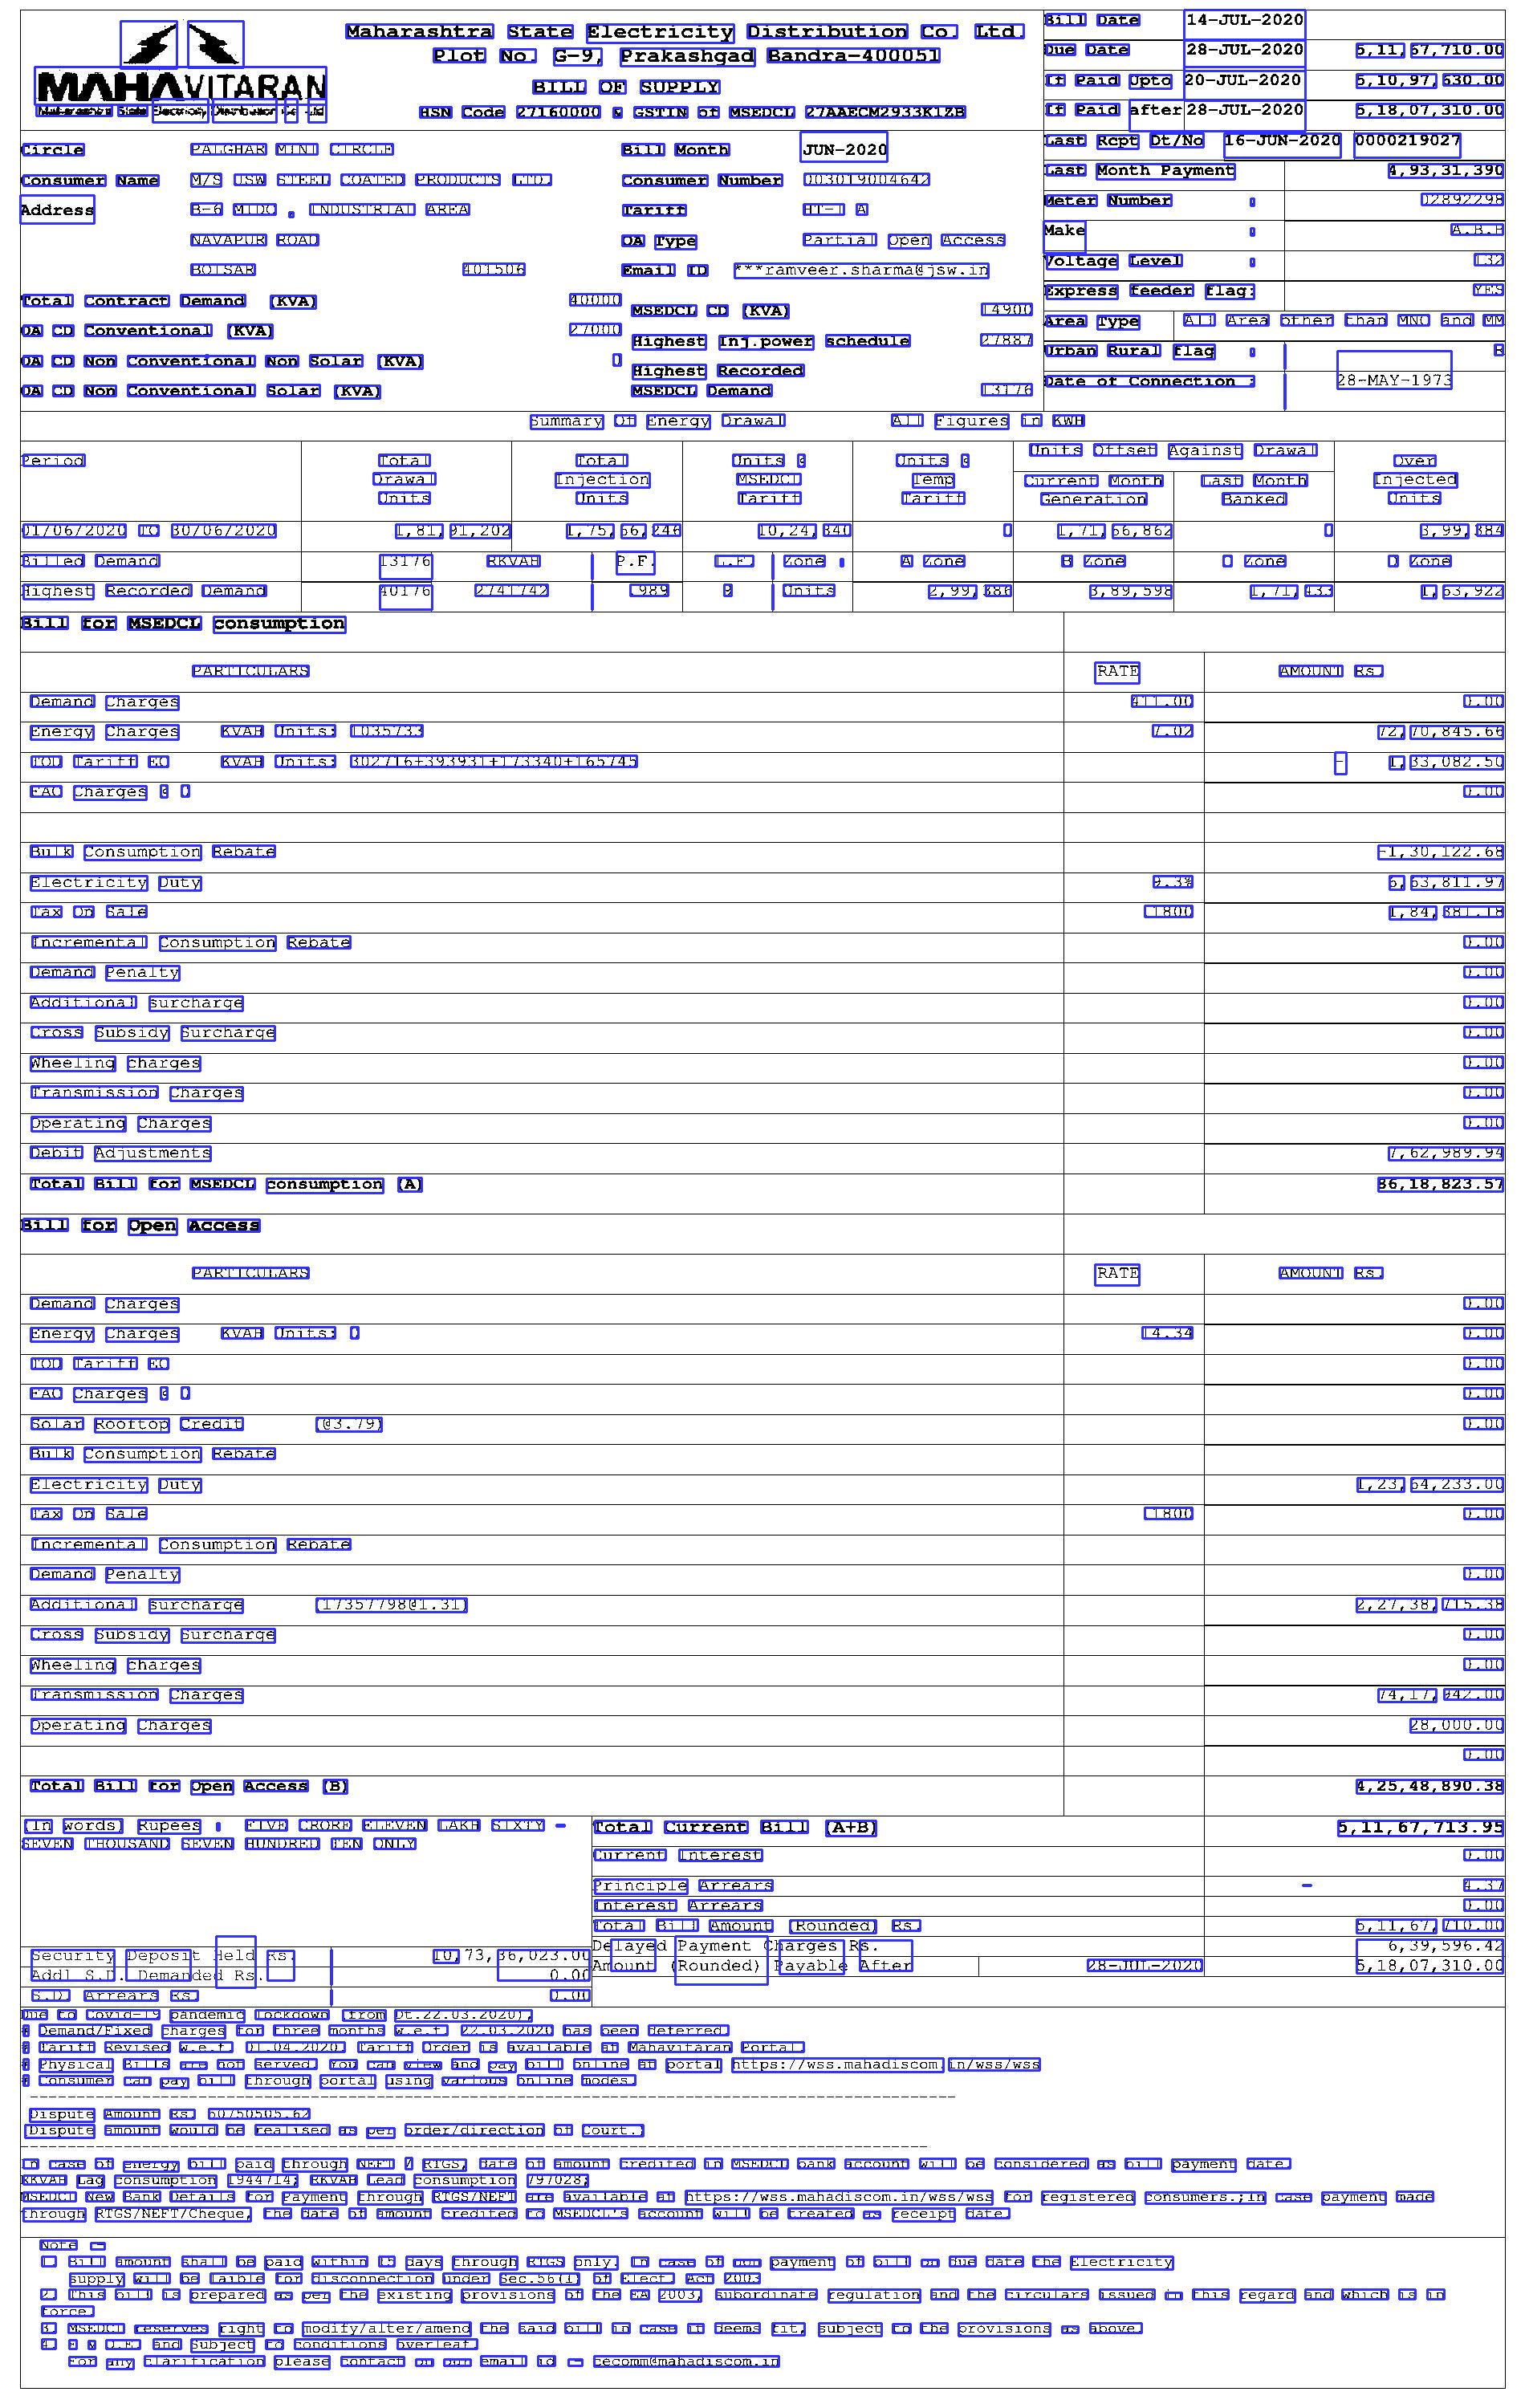 MAHAVITARAN
Maharashtra State Electricity Distribution Co. Ltd.
Maharashtra State Electricity Distribution Co. Ltd.
Plot No. G-9, Prakashgad Bandra-400051
BILL OF SUPPLY
HSN Code 27160000 & GSTIN of MSEDCL 27AAECM2933K1ZB
Bill Date 14-JUL-2020
Due Date 28-JUL-2020 5,11,67,710.00
If Paid Upto 20-JUL-2020 5,10,97,630.00
If Paid after 28-JUL-2020 5,18,07,310.00
Last Rcpt Dt/No 16-JUN-2020 0000219027
Last Month Payment 4,93,31,390
Meter Number : 02892298
Make : A.B.B
Voltage Level : 132
Express feeder flag: YES
Area Type All Area other than MNC and MM
Urban Rural flag : R
Date of Connection : 28-MAY-1973
Circle PALGHAR MINI CIRCLE Bill Month JUN-2020
Consumer Name M/S JSW STEEL COATED PRODUCTS LTD. Consumer Number 003019004642
Address B-6 MIDC , INDUSTRIAL AREA Tariff HT-I A
NAVAPUR ROAD OA Type Partial Open Access
BOISAR 401506 Email ID ***ramveer.sharma@jsw.in
Total Contract Demand (KVA) 40000 MSEDCL CD (KVA) 14900
OA CD Conventional (KVA) 27000 Highest Inj.power schedule 27887
OA CD Non Conventional Non Solar (KVA) 0 Highest Recorded
OA CD Non Conventional Solar (KVA) MSEDCL Demand 13176
Summary Of Energy Drawal All Figures in KWH
Period Total Drawal Units Total Injection Units Units @ MSEDCL Tariff Units @ Temp Tariff Units Offset Against Drawal Current Month Generation Last Month Banked Over Injected Units
01/06/2020 TO 30/06/2020 1,81,91,202 1,75,66,246 10,24,340 0 1,71,66,862 0 3,99,384
Billed Demand 13176 RKVAH P.F. L.F. Zone : A Zone B Zone C Zone D Zone
Highest Recorded Demand 40176 2741742 .989 0 Units 2,99,386 3,89,598 1,71,433 1,63,922
Bill for MSEDCL consumption
PARTICULARS RATE AMOUNT Rs.
Demand Charges 411.00 0.00
Energy Charges KVAH Units: 1035733 7.02 72,70,845.66
TOD Tariff EC KVAH Units: 302716+393931+173340+165745 - 1,33,082.50
FAC Charges @ 0 0.00
Bulk Consumption Rebate -1,30,122.68
Electricity Duty 9.3% 6,63,811.97
Tax On Sale .1800 1,84,381.18
Incremental Consumption Rebate 0.00
Demand Penalty 0.00
Additional surcharge 0.00
Cross Subsidy Surcharge 0.00
Wheeling charges 0.00
Transmission Charges 0.00
Operating Charges 0.00
Debit Adjustments 7,62,989.94
Total Bill for MSEDCL consumption (A) 86,18,823.57
Bill for Open Access
PARTICULARS RATE AMOUNT Rs.
Demand Charges 0.00
Energy Charges KVAH Units: 0 14.34 0.00
TOD Tariff EC 0.00
FAC Charges @ 0 0.00
Solar Rooftop Credit (@3.79) 0.00
Bulk Consumption Rebate
Electricity Duty 1,23,64,233.00
Tax On Sale .1800 0.00
Incremental Consumption Rebate
Demand Penalty 0.00
Additional surcharge (17357798@1.31) 2,27,38,715.38
Cross Subsidy Surcharge 0.00
Wheeling charges 0.00
Transmission Charges 74,17,942.00
Operating Charges 28,000.00
0.00
Total Bill for Open Access (B) 4,25,48,890.38
(In words) Rupees : FIVE CRORE ELEVEN LAKH SIXTY -
SEVEN THOUSAND SEVEN HUNDRED TEN ONLY
Total Current Bill (A+B) 5,11,67,713.95
Current Interest 0.00
Principle Arrears - 4.37
Interest Arrears 0.00
Total Bill Amount (Rounded) Rs. 5,11,67,710.00
Delayed Payment Charges Rs. 6,39,596.42
Amount (Rounded) Payable After 28-JUL-2020 5,18,07,310.00
Security Deposit Held Rs. 10,73,36,023.00
Addl S.D. Demanded Rs. 0.00
S.D. Arrears Rs. 0.00
Due to Covid-19 pandemic lockdown (from Dt.22.03.2020),
# Demand/Fixed charges for three months w.e.f. 22.03.2020 has been deferred.
# Tariff Revised w.e.f. 01.04.2020. Tariff Order is available at Mahavitaran Portal.
# Physical Bills are not served. You can view and pay bill online at portal https://wss.mahadiscom.in/wss/wss
# Consumer can pay bill through portal using various online modes.
Dispute Amount Rs. 60750505.62
(Dispute amount would be realised as per order/direction of Court.)
In case of energy bill paid through NEFT / RTGS, date of amount credited in MSEDCL bank account will be considered as bill payment date.
RKVAH Lag consumption 1944714; RKVAH Lead consumption 797028;
MSEDCL New Bank Details for Payment through RTGS/NEFT are available at https://wss.mahadiscom.in/wss/wss for registered consumers.;In case payment made
through RTGS/NEFT/Cheque, the date of amount credited to MSEDCL's account will be treated as receipt date.
Note ~
1. Bill amount shall be paid within 15 days through RTGS only. In case of non payment of bill on due date the Electricity
supply will be laible for disconnection under Sec.56(1) of Elect. Act 2003
2. This bill is prepared as per the existing provisions of the EA 2003, subordinate regulation and the circulars issued in this regard and which is in
force.
3. MSEDCL reserves right to modify/alter/amend the said bill in case it deems fit, subject to the provisions as above.
4. E & O.E. and Subject to conditions overleaf.
For any clarification please contact on our email id ~ cecomm@mahadiscom.in